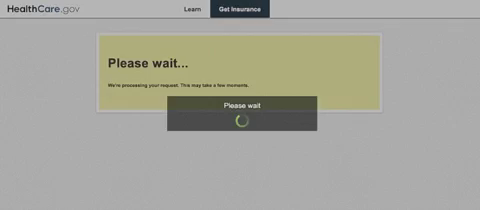 HealthCare.gov Learn Get Insurance
Please wait...
We're processing your request. This may take a few moments.
Please wait